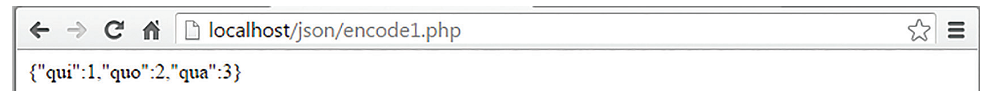 localhost/json/encode1.php
{"qui":1,"quo":2,"qua":3}